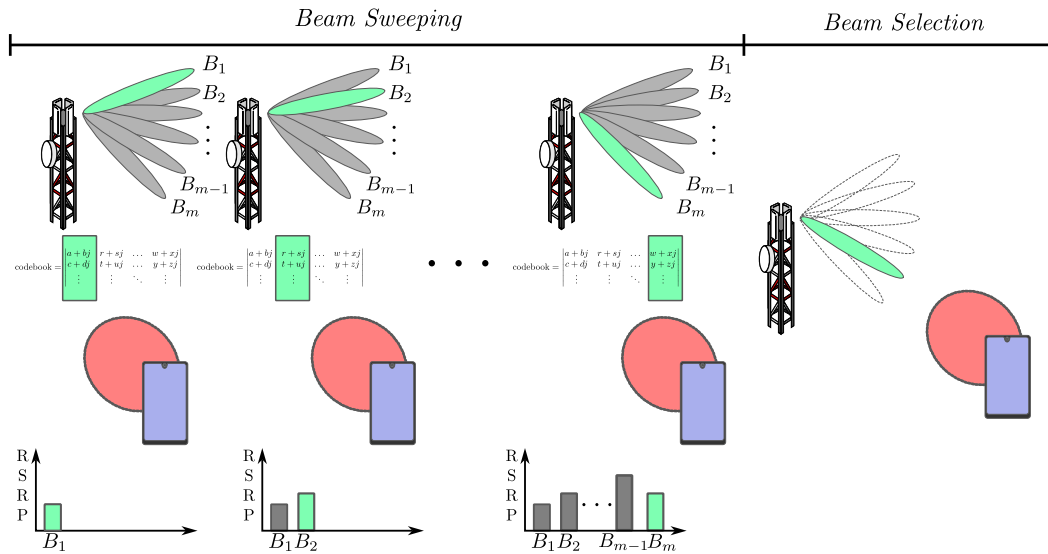 Beam Sweeping
Beam Selection
B₁
B₂
⋮
Bₘ₋₁
Bₘ
B₁
B₂
⋮
Bₘ₋₁
Bₘ
B₁
B₂
⋮
Bₘ₋₁
Bₘ
codebook = | a + bj r + sj … w + xj |
| c + dj t + uj … y + zj |
| ⋮ ⋮ ⋱ ⋮ |
codebook = | a + bj r + sj … w + xj |
| c + dj t + uj … y + zj |
| ⋮ ⋮ ⋱ ⋮ |
• • •
codebook = | a + bj r + sj … w + xj |
| c + dj t + uj … y + zj |
| ⋮ ⋮ ⋱ ⋮ |
R
S
R
P
B₁
R
S
R
P
B₁ B₂
R
S
R
P
...
B₁ B₂ Bₘ₋₁ Bₘ